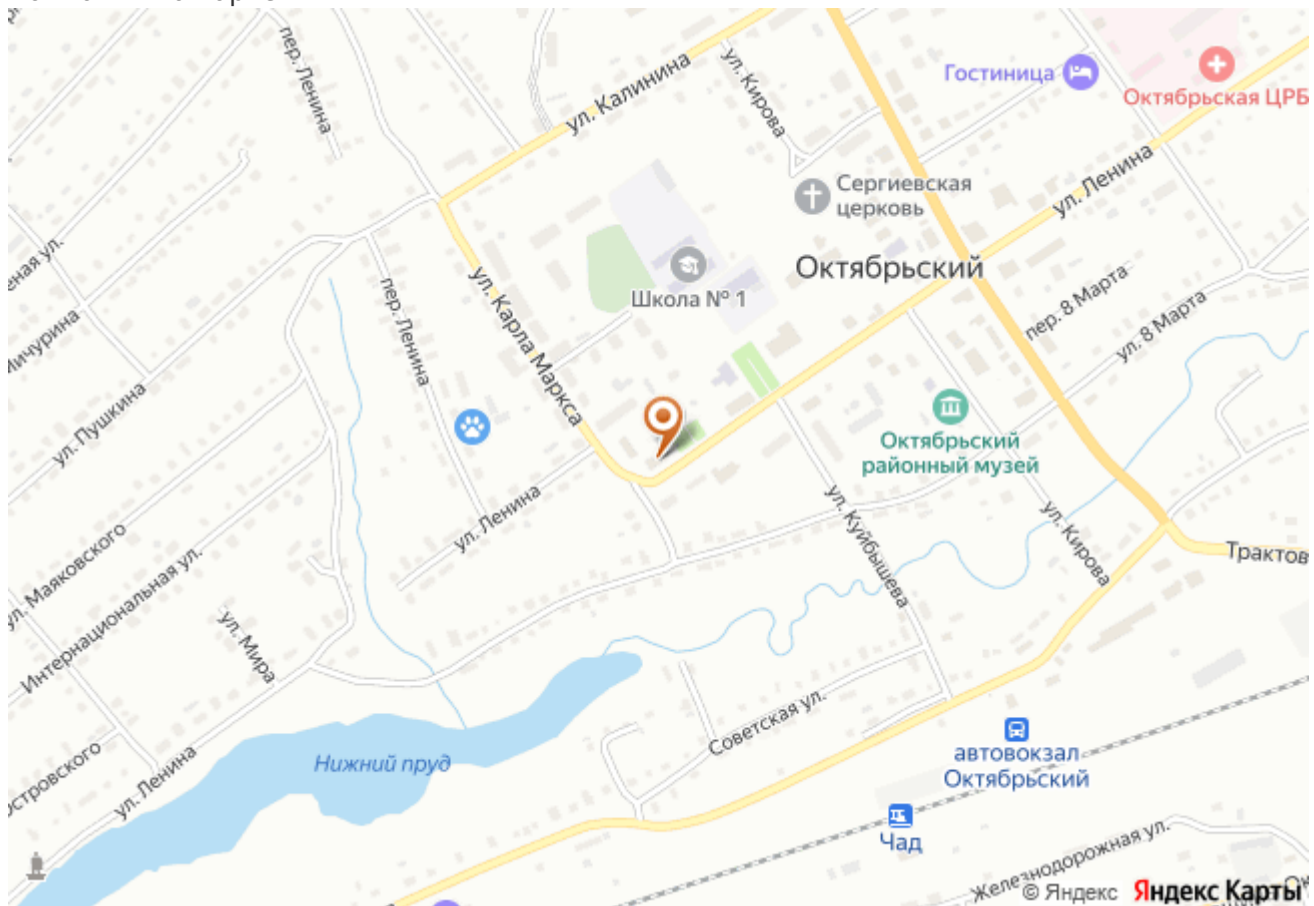 пер. Ленина
ул. Калинина
ул. Кирова
Гостиница
Октябрьская ЦРБ
ул. Ленина
Сергиевская
церковь
Октябрьский
Школа № 1
ул. Карла Маркса
пер. Ленина
пер. 8 Марта
ул. 8 Марта
ул. Пушкина
Октябрьский
районный музей
ул. Ленина
ул. Куйбышева
ул. Кирова
Трактов
Маяковского
Интернациональная ул.
ул. Мира
Советская ул.
Нижний пруд
ул. Ленина
автовокзал
Октябрьский
Чад
Железнодорожная ул.
© Яндекс Яндекс Карты